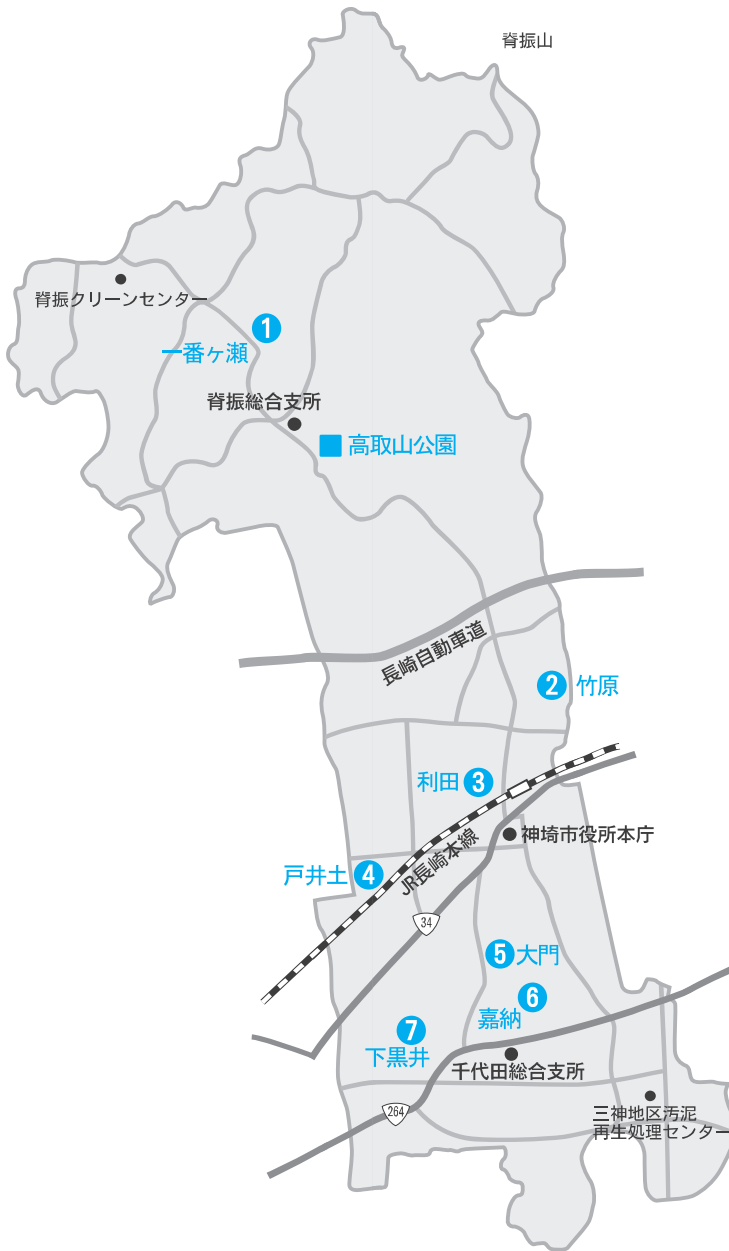 脊振山
脊振クリーンセンター
1
一番ヶ瀬
脊振総合支所
高取山公園
長崎自動車道
2 竹原
利田 3
神埼市役所本庁
JR長崎本線
戸井土 4
34
5 大門
6
嘉納
7
下黒井
千代田総合支所
264
三神地区汚泥
再生処理センター